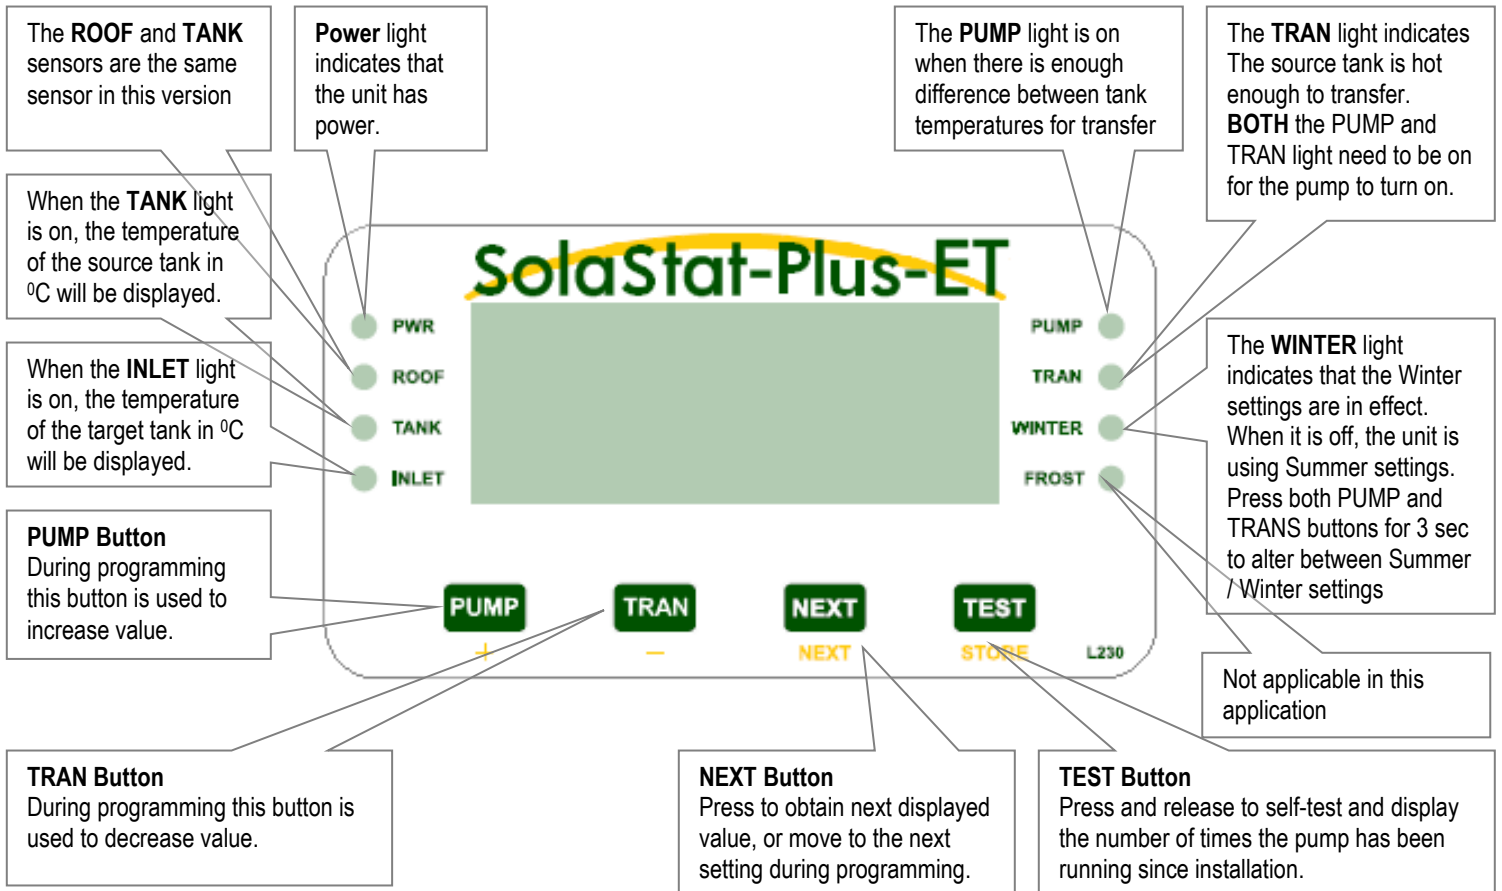 The ROOF and TANK
sensors are the same
sensor in this version
Power light
indicates that
the unit has
power.
The PUMP light is on
when there is enough
difference between tank
temperatures for transfer
The TRAN light indicates
The source tank is hot
enough to transfer.
BOTH the PUMP and
TRAN light need to be on
for the pump to turn on.
When the TANK light
is on, the temperature
of the source tank in
⁰C will be displayed.
When the INLET light
is on, the temperature
of the target tank in ⁰C
will be displayed.
PUMP Button
During programming
this button is used to
increase value.
SolaStat-Plus-ET
PWR
ROOF
TANK
INLET
PUMP
TRAN
WINTER
FROST
PUMP
TRAN
NEXT
TEST
+
–
NEXT
STORE
L230
The WINTER light
indicates that the Winter
settings are in effect.
When it is off, the unit is
using Summer settings.
Press both PUMP and
TRANS buttons for 3 sec
to alter between Summer
/ Winter settings
Not applicable in this
application
TRAN Button
During programming this button is
used to decrease value.
NEXT Button
Press to obtain next displayed
value, or move to the next
setting during programming.
TEST Button
Press and release to self-test and display
the number of times the pump has been
running since installation.